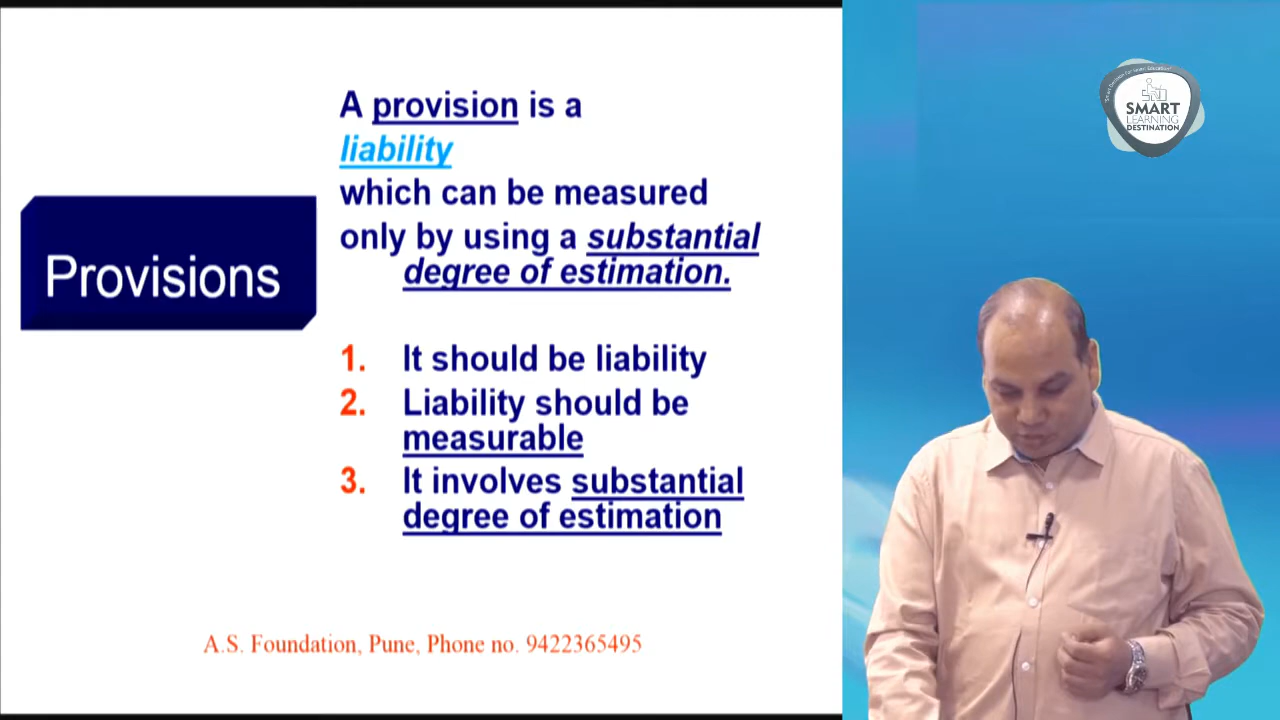 A provision is a
liability
which can be measured
only by using a substantial
degree of estimation.
Provisions
1. It should be liability
2. Liability should be
measurable
3. It involves substantial
degree of estimation
A.S. Foundation, Pune, Phone no. 9422365495
SMART
LEARNING
DESTINATION